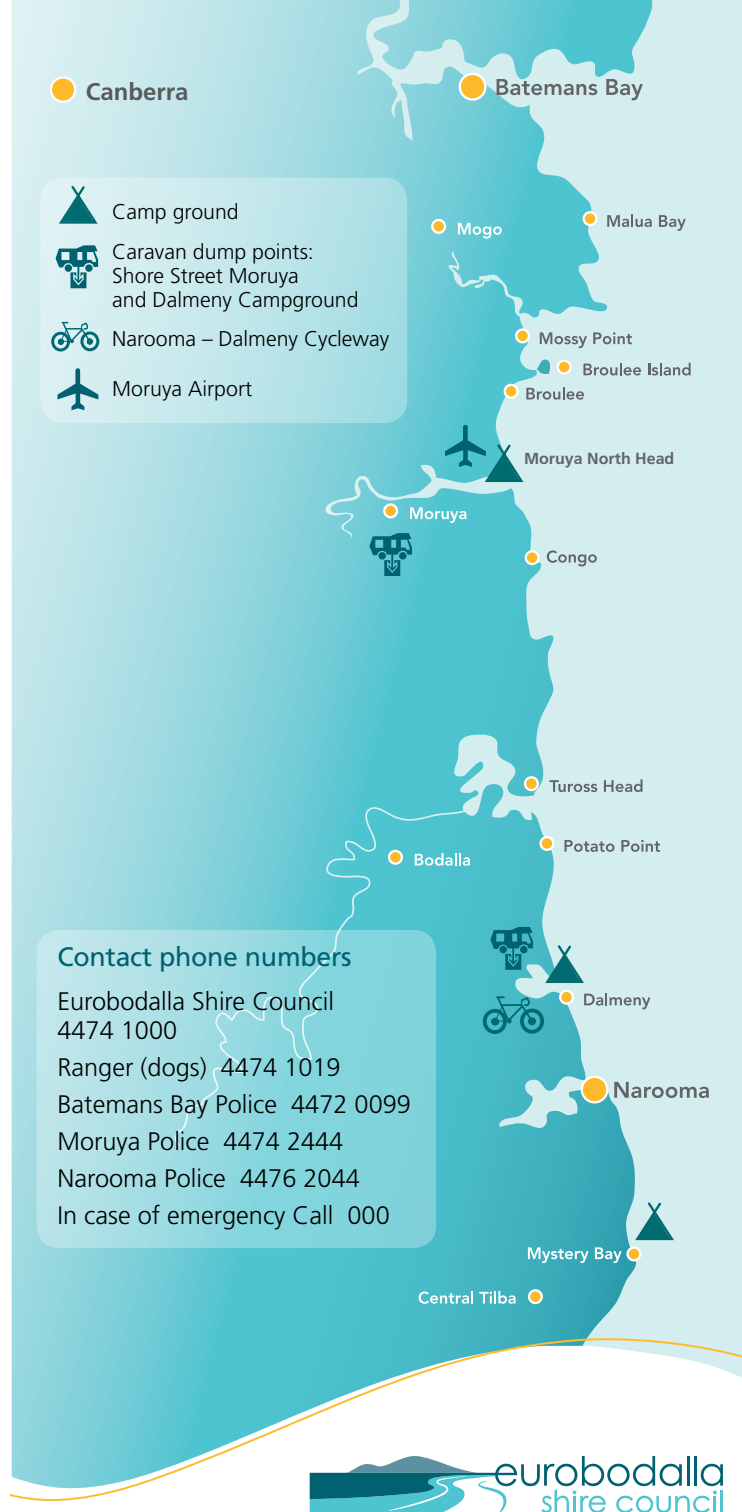 Canberra
Batemans Bay
Camp ground
Caravan dump points:
Shore Street Moruya
and Dalmeny Campground
Narooma – Dalmeny Cycleway
Moruya Airport
Mogo
Malua Bay
Mossy Point
Broulee Island
Broulee
Moruya North Head
Moruya
Congo
Tuross Head
Potato Point
Bodalla
Dalmeny
Narooma
Contact phone numbers
Eurobodalla Shire Council
4474 1000
Ranger (dogs) 4474 1019
Batemans Bay Police 4472 0099
Moruya Police 4474 2444
Narooma Police 4476 2044
In case of emergency Call 000
Mystery Bay
Central Tilba
eurobodalla
shire council